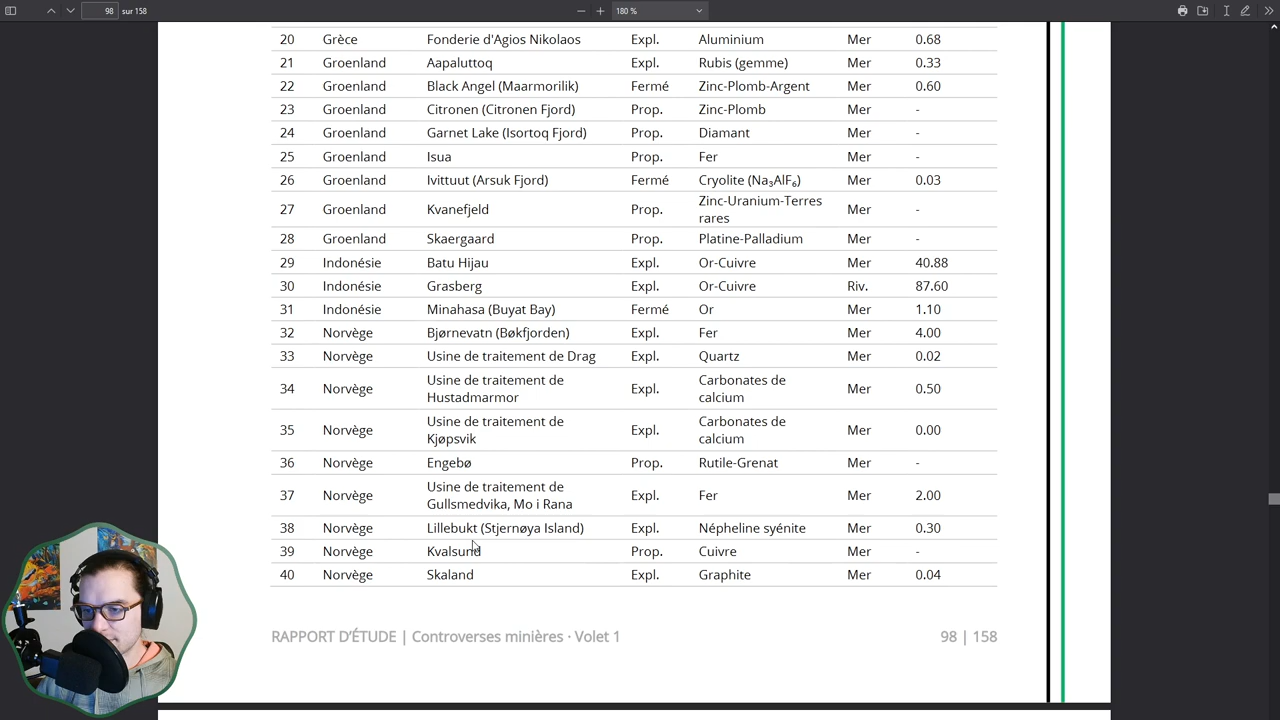 98 sur 158 180 %
20 Grèce Fonderie d'Agios Nikolaos Expl. Aluminium Mer 0.68
21 Groenland Aapaluttoq Expl. Rubis (gemme) Mer 0.33
22 Groenland Black Angel (Maarmorilik) Fermé Zinc-Plomb-Argent Mer 0.60
23 Groenland Citronen (Citronen Fjord) Prop. Zinc-Plomb Mer -
24 Groenland Garnet Lake (Isortoq Fjord) Prop. Diamant Mer -
25 Groenland Isua Prop. Fer Mer -
26 Groenland Ivittuut (Arsuk Fjord) Fermé Cryolite (Na₃AlF₆) Mer 0.03
27 Groenland Kvanefjeld Prop. Zinc-Uranium-Terres rares Mer -
28 Groenland Skaergaard Prop. Platine-Palladium Mer -
29 Indonésie Batu Hijau Expl. Or-Cuivre Mer 40.88
30 Indonésie Grasberg Expl. Or-Cuivre Riv. 87.60
31 Indonésie Minahasa (Buyat Bay) Fermé Or Mer 1.10
32 Norvège Bjørnevatn (Bøkfjorden) Expl. Fer Mer 4.00
33 Norvège Usine de traitement de Drag Expl. Quartz Mer 0.02
34 Norvège Usine de traitement de Hustadmarmor Expl. Carbonates de calcium Mer 0.50
35 Norvège Usine de traitement de Kjøpsvik Expl. Carbonates de calcium Mer 0.00
36 Norvège Engebø Prop. Rutile-Grenat Mer -
37 Norvège Usine de traitement de Gullsmedvika, Mo i Rana Expl. Fer Mer 2.00
38 Norvège Lillebukt (Stjernøya Island) Expl. Népheline syénite Mer 0.30
39 Norvège Kvalsund Prop. Cuivre Mer -
40 Norvège Skaland Expl. Graphite Mer 0.04
RAPPORT D'ÉTUDE | Controverses minières · Volet 1 98 | 158